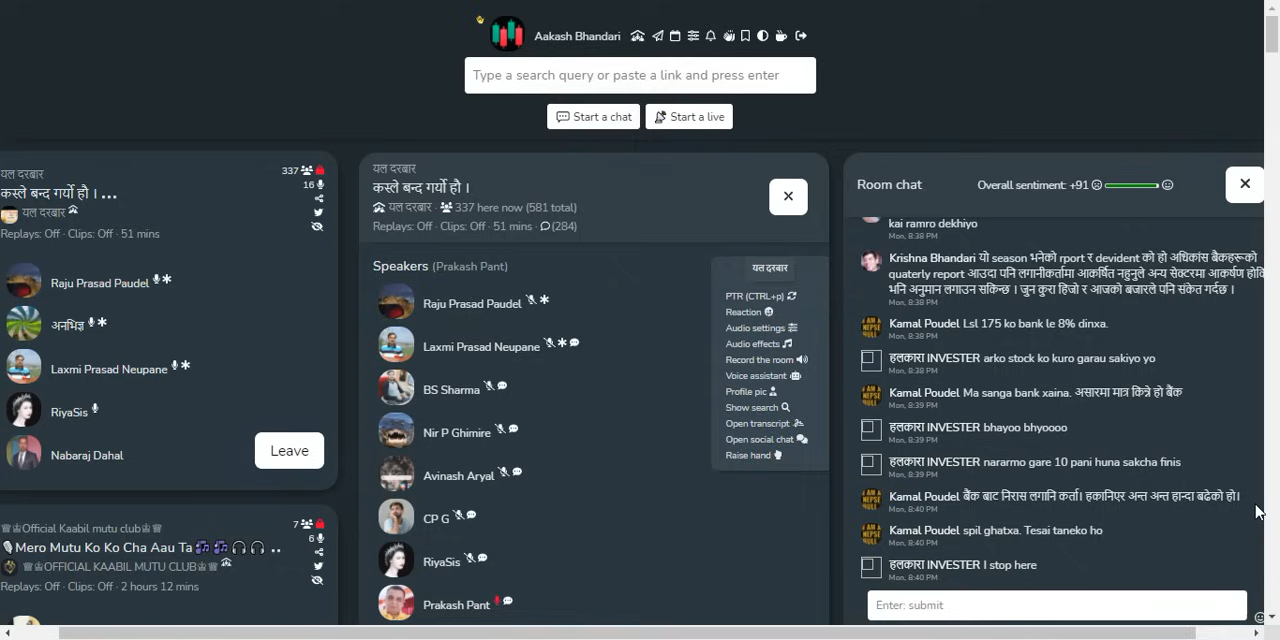 Aakash Bhandari
Type a search query or paste a link and press enter
Start a chat
Start a live
यल दरबार
337
कस्ले बन्द गर्यो हौ । ...
16
यल दरबार
Replays: Off · Clips: Off · 51 mins
Raju Prasad Paudel
अनभिज्ञ
Laxmi Prasad Neupane
RiyaSis
Nabaraj Dahal
Leave
♕♔Official Kaabil mutu club♔♕
7
Mero Mutu Ko Ko Cha Aau Ta ..
6
♕♔OFFICIAL KAABIL MUTU CLUB♔♕
Replays: Off · Clips: Off · 2 hours 12 mins
यल दरबार
कस्ले बन्द गर्यो हौ ।
यल दरबार 337 here now (581 total)
Replays: Off · Clips: Off · 51 mins · (284)
Speakers (Prakash Pant)
Raju Prasad Paudel
Laxmi Prasad Neupane
BS Sharma
Nir P Ghimire
Avinash Aryal
CP G
RiyaSis
Prakash Pant
यल दरबार
PTR (CTRL+p)
Reaction
Audio settings
Audio effects
Record the room
Voice assistant
Profile pic
Show search
Open transcript
Open social chat
Raise hand
Room chat
Overall sentiment: +91
kai ramro dekhiyo
Mon, 8:38 PM
Krishna Bhandari यो season भनेको rport र devident को हो अधिकांस बैकहरूको
quaterly report आउदा पनि लगानीकर्तामा आकर्षित नहुनुले अन्य सेक्टरमा आकर्षण
भनि अनुमान लगाउन सकिन्छ । जुन कुरा हिजो र आजको बजारले पनि संकेत गर्दछ ।
Mon, 8:38 PM
Kamal Poudel Lsl 175 ko bank le 8% dinxa.
Mon, 8:38 PM
हलकारा INVESTER arko stock ko kuro garau sakiyo yo
Mon, 8:38 PM
Kamal Poudel Ma sanga bank xaina. असारमा मात्र किन्ने हो बैंक
Mon, 8:39 PM
हलकारा INVESTER bhayoo bhyoooo
Mon, 8:39 PM
हलकारा INVESTER nararmo gare 10 pani huna sakcha finis
Mon, 8:39 PM
Kamal Poudel बैंक बाट निरास लगानि कर्ता। हकानिएर अन्त अन्त हान्दा बढेको हो।
Mon, 8:40 PM
Kamal Poudel spil ghatxa. Tesai taneko ho
Mon, 8:40 PM
हलकारा INVESTER I stop here
Mon, 8:40 PM
Enter: submit